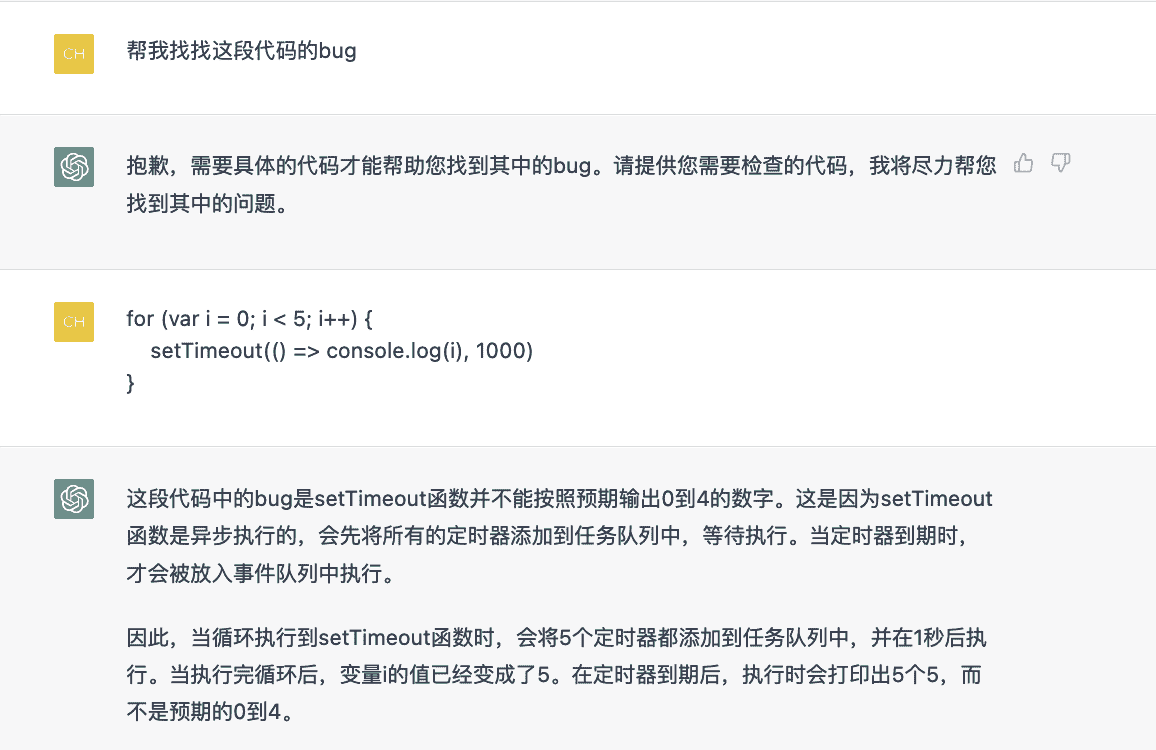 CH
帮我找找这段代码的bug
抱歉，需要具体的代码才能帮助您找到其中的bug。请提供您需要检查的代码，我将尽力帮您
找到其中的问题。
CH
for (var i = 0; i < 5; i++) {
    setTimeout(() => console.log(i), 1000)
}
这段代码中的bug是setTimeout函数并不能按照预期输出0到4的数字。这是因为setTimeout
函数是异步执行的，会先将所有的定时器添加到任务队列中，等待执行。当定时器到期时，
才会被放入事件队列中执行。
因此，当循环执行到setTimeout函数时，会将5个定时器都添加到任务队列中，并在1秒后执
行。当执行完循环后，变量i的值已经变成了5。在定时器到期后，执行时会打印出5个5，而
不是预期的0到4。